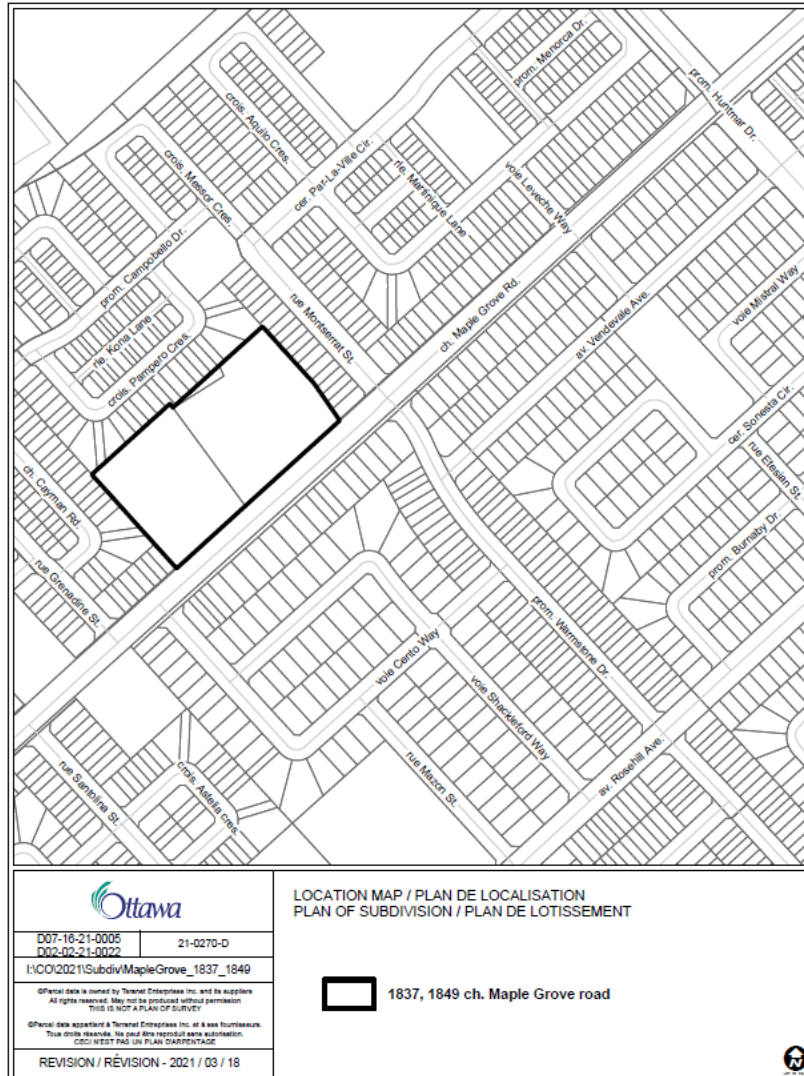 prom. Menorca Dr.
prom. Huntmar Dr.
crois. Aquilo Cres.
cer. Par-La-Ville Cir.
rle. Martinique Lane
voie Leveche Way
crois. Messor Cres.
prom. Campobello Dr.
rue Montserrat St.
ch. Maple Grove Rd.
av. Vendevale Ave.
voie Mistral Way
rle. Kona Lane
crois. Pampero Cres.
cer. Sonesta Cir.
rue Etesian St.
ch. Cayman Rd.
rue Grenadine St.
prom. Burnaby Dr.
prom. Warmstone Dr.
voie Cento Way
voie Shackleford Way
rue Mazon St.
av. Rosehill Ave.
rue Santolina St.
crois. Astelia cres.
Ottawa
D07-16-21-0005
D02-02-21-0022
21-0270-D
I:\CO\2021\Subdiv\MapleGrove_1837_1849
©Parcel data is owned by Teranet Enterprises Inc. and its suppliers
All rights reserved. May not be produced without permission
THIS IS NOT A PLAN OF SURVEY
©Parcel data appartient à Teranet Entreprises Inc. et à ses fournisseurs.
Tous droits réservés. Ne peut être reproduit sans autorisation.
CECI N'EST PAS UN PLAN D'ARPENTAGE
REVISION / RÉVISION - 2021 / 03 / 18
LOCATION MAP / PLAN DE LOCALISATION
PLAN OF SUBDIVISION / PLAN DE LOTISSEMENT
1837, 1849 ch. Maple Grove road